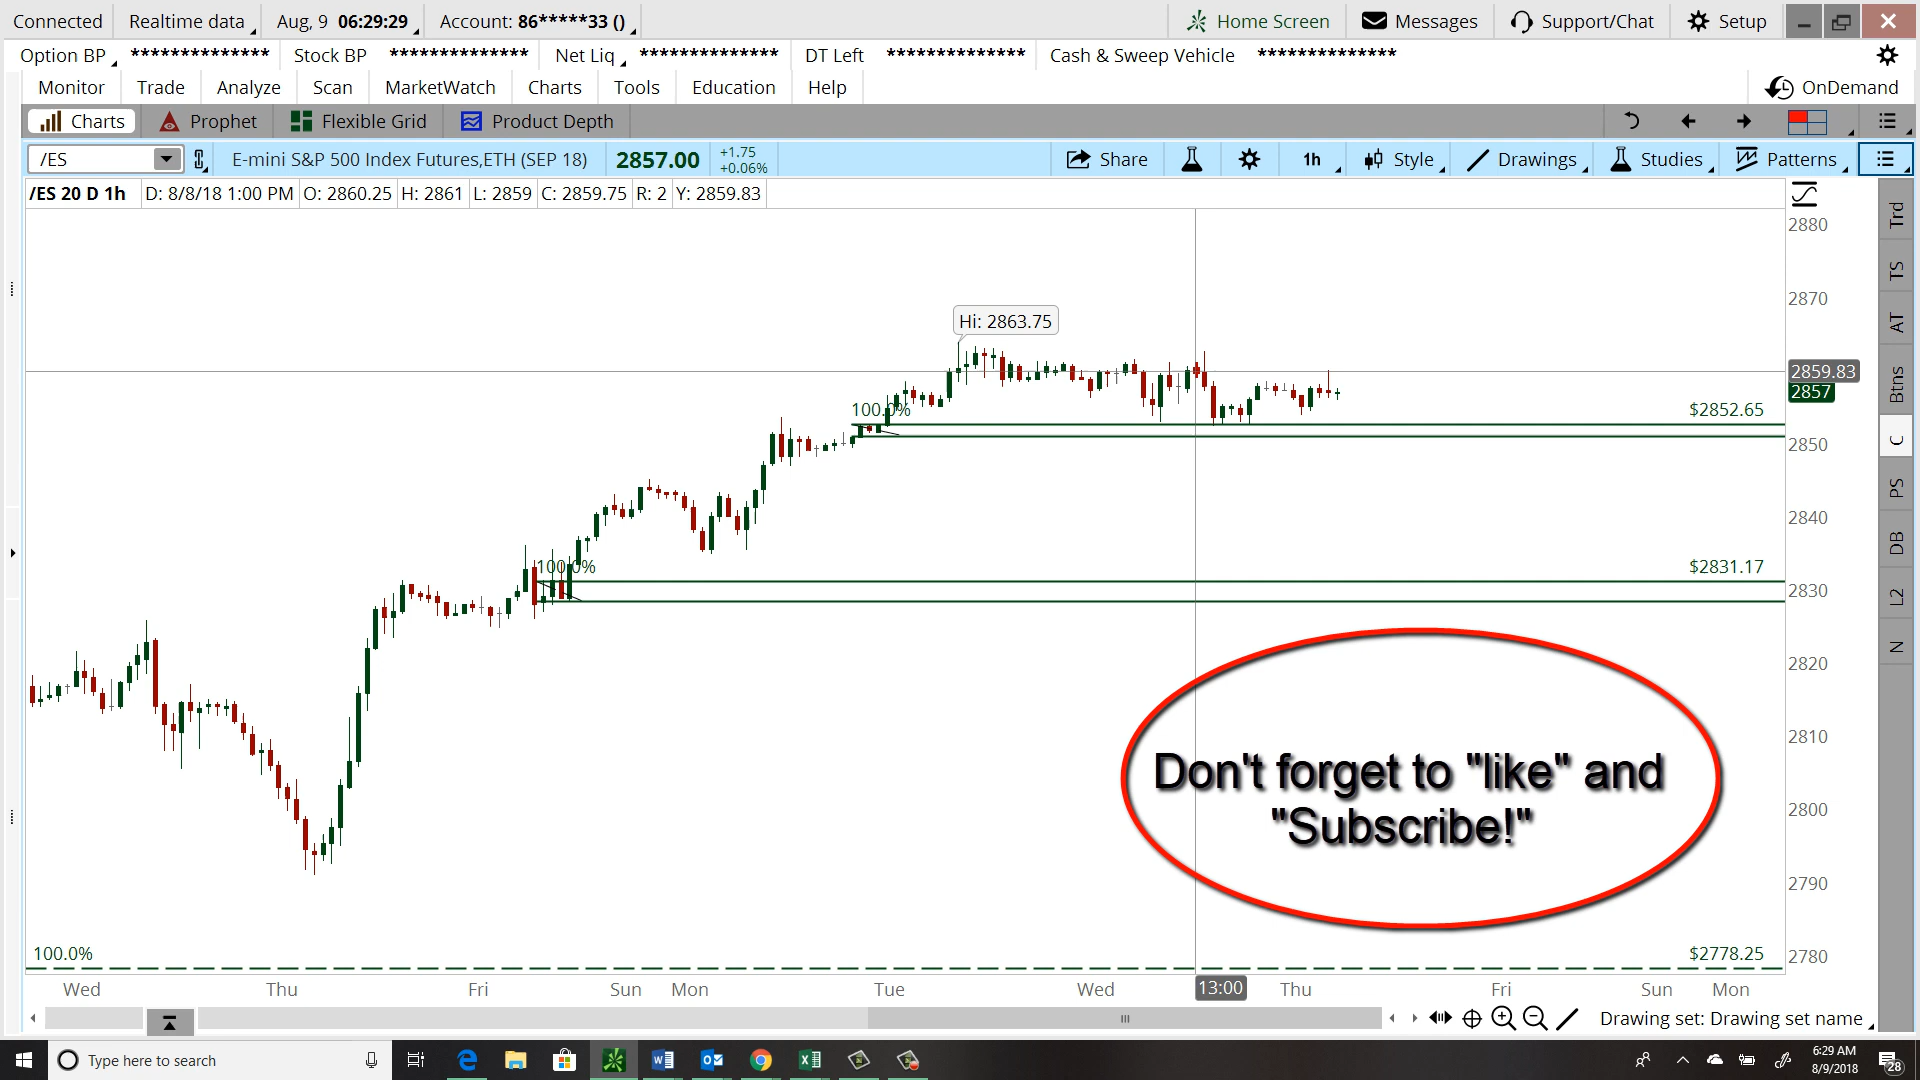 Connected Realtime data Aug, 9 06:29:29 Account: 86*****33 () Home Screen Messages Support/Chat Setup
Option BP ************** Stock BP ************** Net Liq ************** DT Left ************** Cash & Sweep Vehicle **************
Monitor Trade Analyze Scan MarketWatch Charts Tools Education Help OnDemand
Charts Prophet Flexible Grid Product Depth
/ES E-mini S&P 500 Index Futures,ETH (SEP 18) 2857.00 +1.75 +0.06% Share 1h Style Drawings Studies Patterns
/ES 20 D 1h D: 8/8/18 1:00 PM O: 2860.25 H: 2861 L: 2859 C: 2859.75 R: 2 Y: 2859.83
Trd
TS
AT
Btns
C
PS
DB
L2
N
2880
2870
Hi: 2863.75
2859.83
2857
100.0% $2852.65
2850
2840
100.0% $2831.17
2830
2820
2810
2800
2790
2780
Don't forget to "like" and
"Subscribe!"
100.0% $2778.25
Wed Thu Fri Sun Mon Tue Wed 13:00 Thu Fri Sun Mon
Drawing set: Drawing set name
Type here to search
6:29 AM
8/9/2018
28